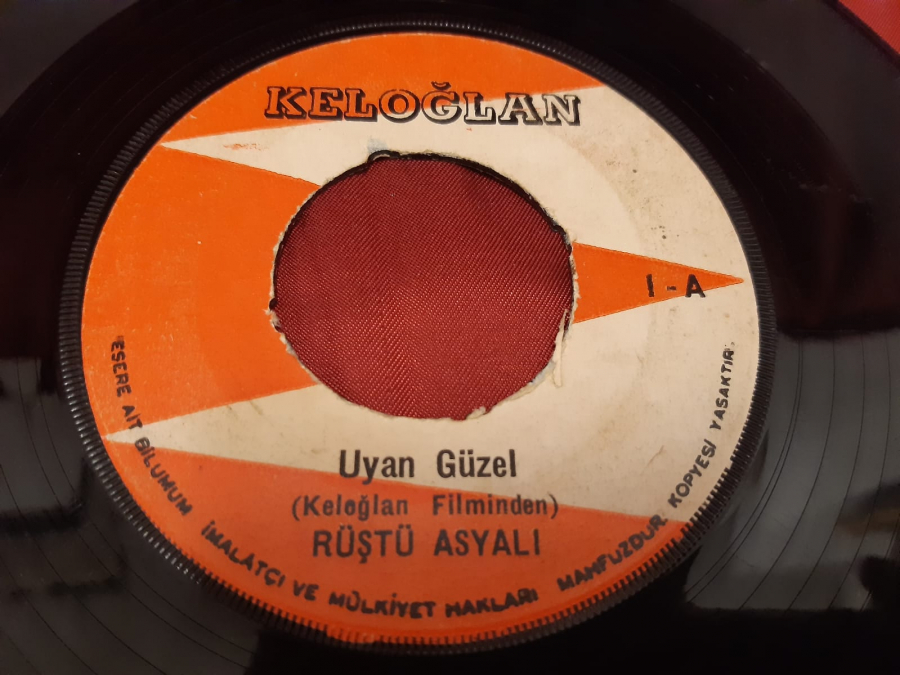 KELOĞLAN
1-A
Uyan Güzel
(Keloğlan Filminden)
RÜŞTÜ ASYALI
ESERE AİT BİLUMUM İMALATÇI VE MÜLKİYET HAKLARI MAHFUZDUR. KOPYESİ YASAKTIR.